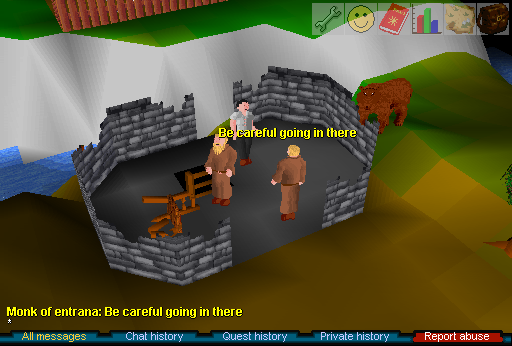 Be careful going in there
Monk of entrana: Be careful going in there
*
All messages
Chat history
Quest history
Private history
Report abuse